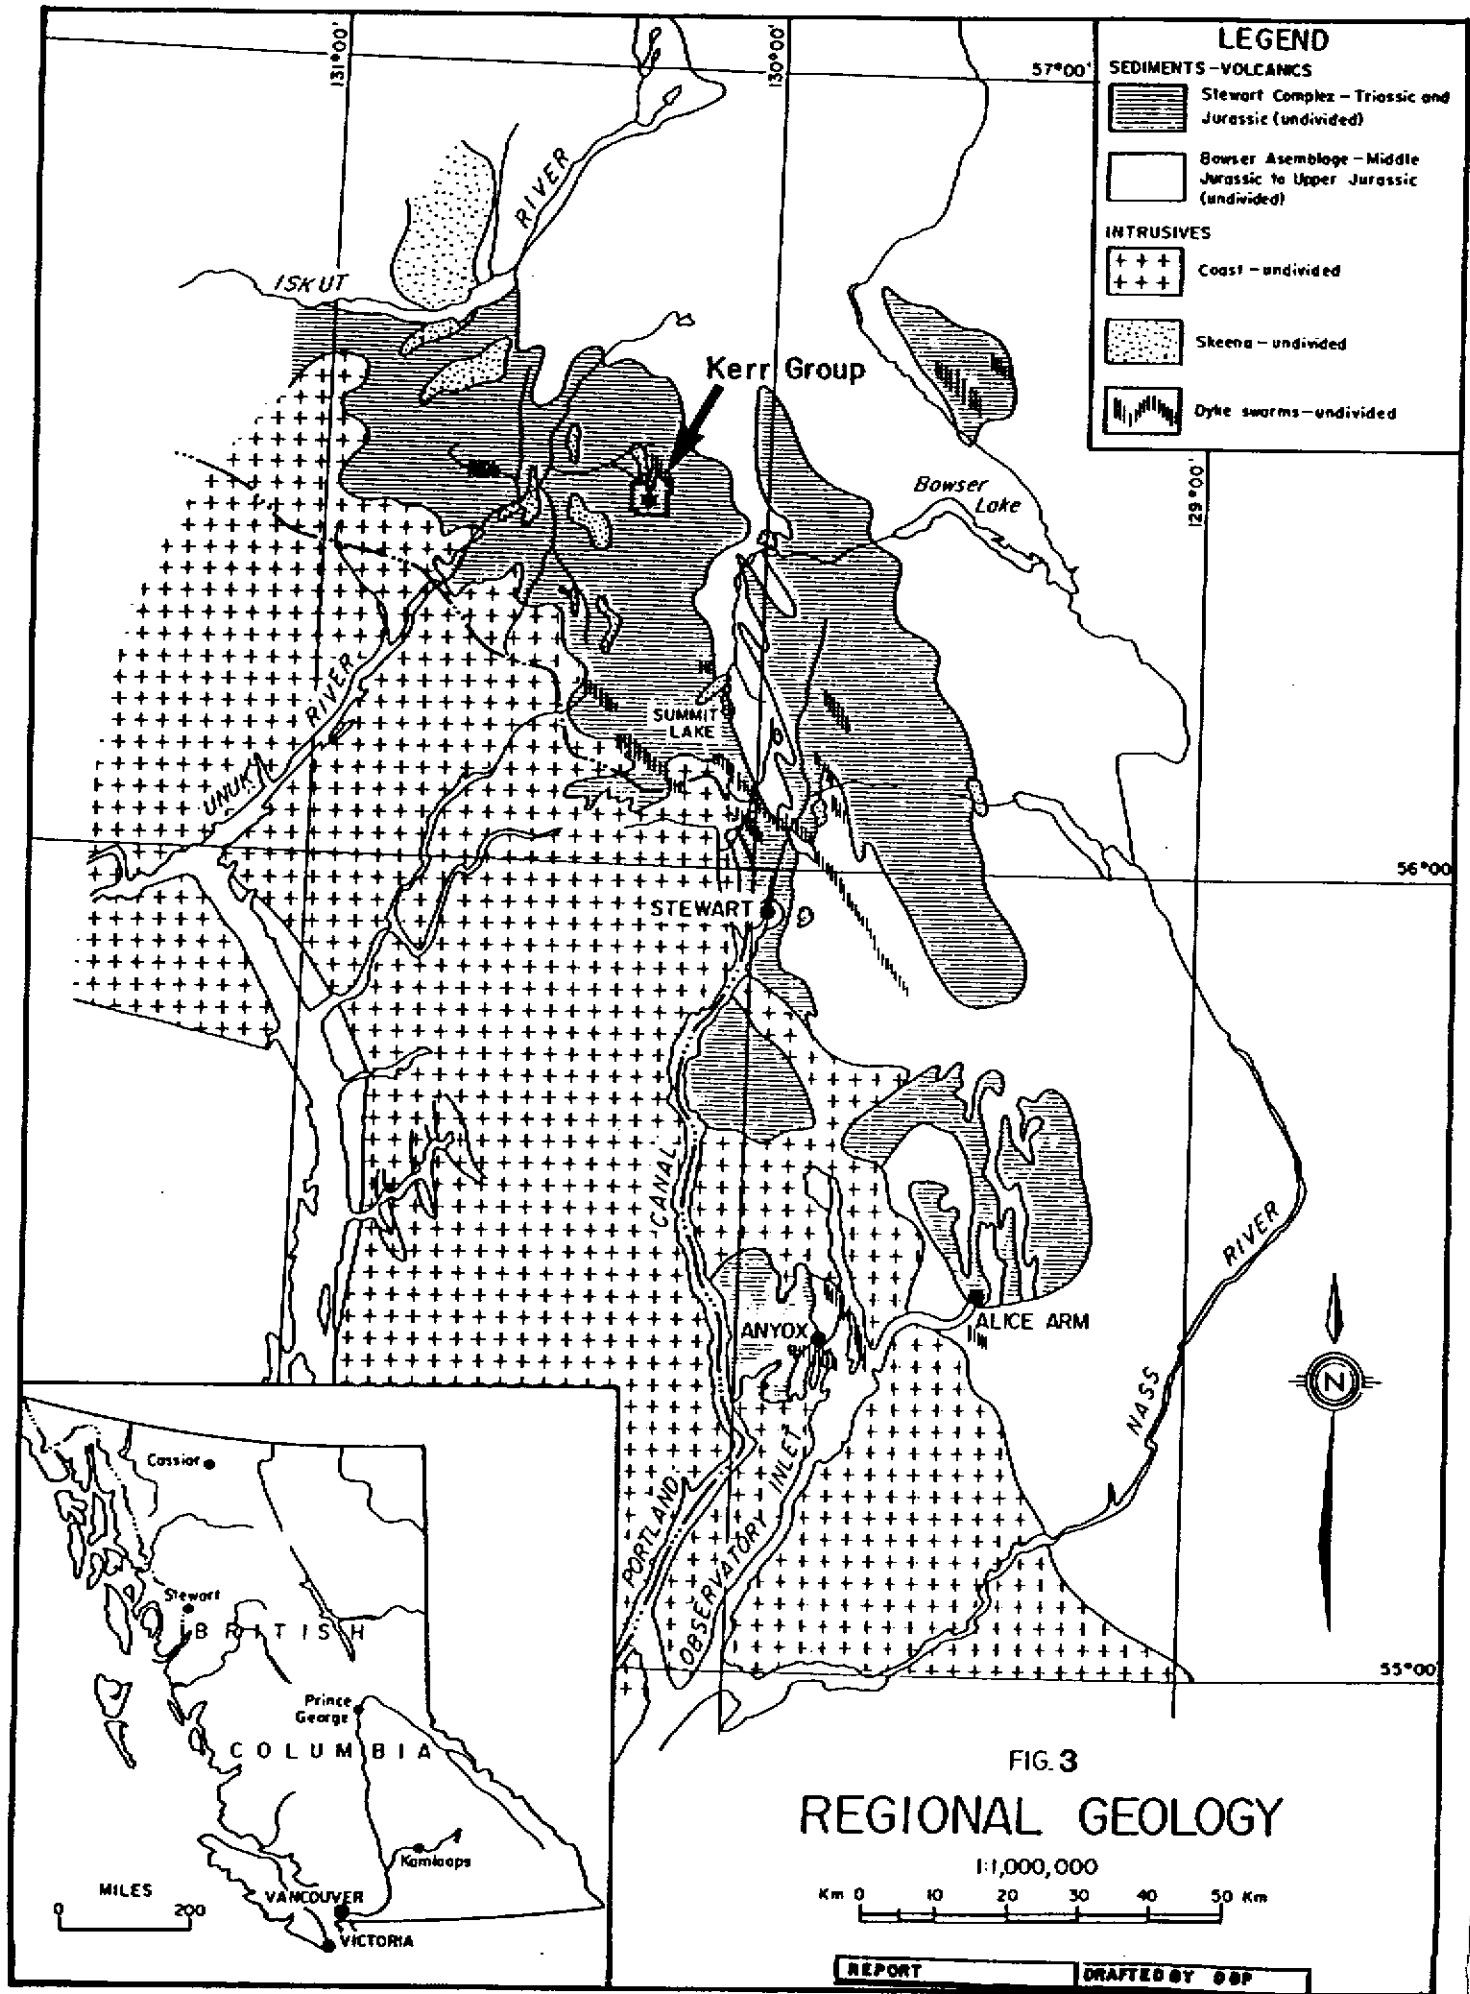 131°00'
130°00'
57°00'
LEGEND
SEDIMENTS-VOLCANICS
Stewart Complex - Triassic and
Jurassic (undivided)
Bowser Asemblage - Middle
Jurassic to Upper Jurassic
(undivided)
INTRUSIVES
Coast - undivided
Skeena - undivided
Dyke swarms - undivided
RIVER
ISKUT
Kerr Group
Bowser
Lake
129°00'
UNUK
RIVER
SUMMIT
LAKE
56°00'
STEWART
CANAL
ANYOX
ALICE ARM
RIVER
NASS
N
PORTLAND
OBSERVATORY INLET
55°00'
Cassiar
Stewart
BRITISH
Prince
George
COLUMBIA
Kamloops
MILES
0 200
VANCOUVER
VICTORIA
FIG. 3
REGIONAL GEOLOGY
1:1,000,000
Km 0 10 20 30 40 50 Km
REPORT
DRAFTED BY